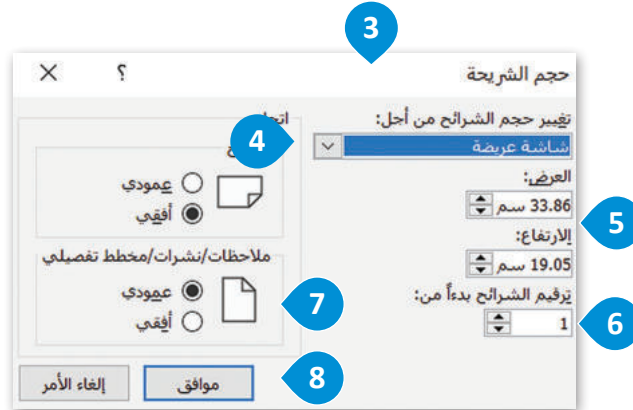 3
حجم الشريحة
؟
تغيير حجم الشرائح من أجل:
شاشة عريضة
4
العرض:
33.86 سم
الارتفاع:
19.05 سم
5
ترقيم الشرائح بدءاً من:
1
6
عمودي
أفقي
ملاحظات/نشرات/مخطط تفصيلي
عمودي
أفقي
7
موافق
إلغاء الأمر
8